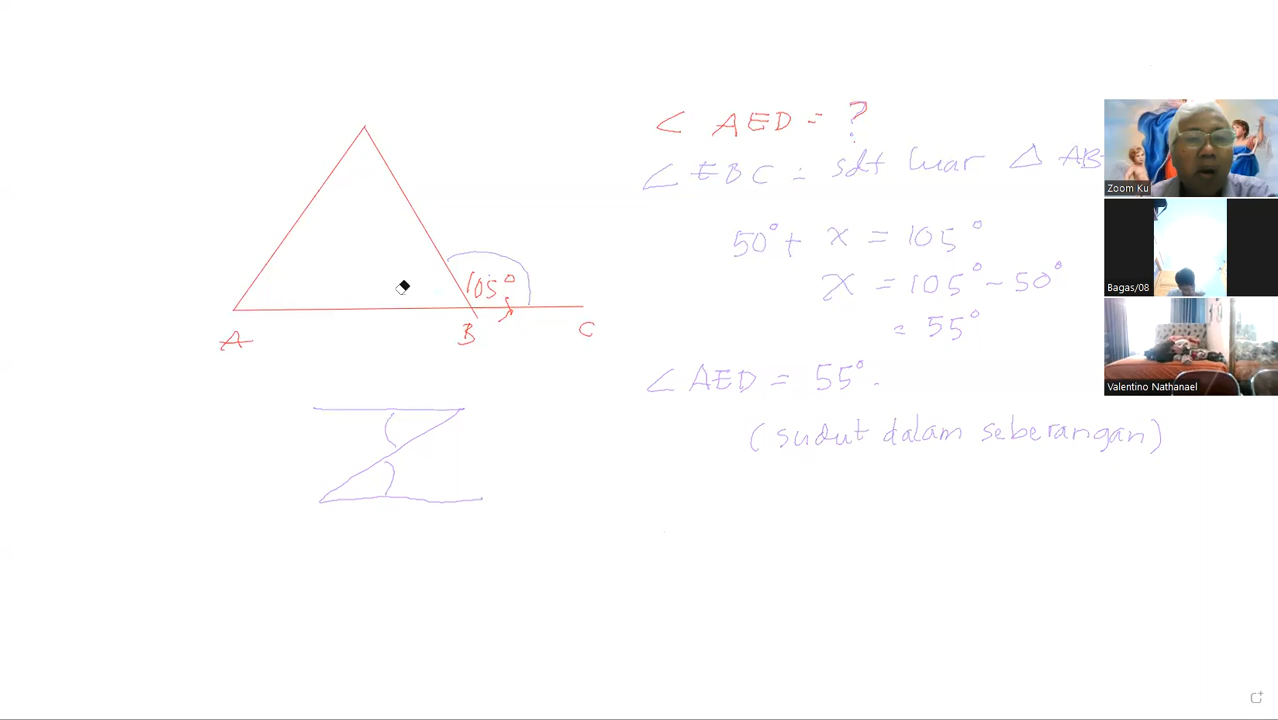 ∠ AED = ?
∠ EBC = sdt luar △ AB
50° + x = 105°
x = 105° - 50°
= 55°
∠ AED = 55°.
(sudut dalam seberangan)
105°
A
B
C
Zoom Ku
Bagas/08
Valentino Nathanael